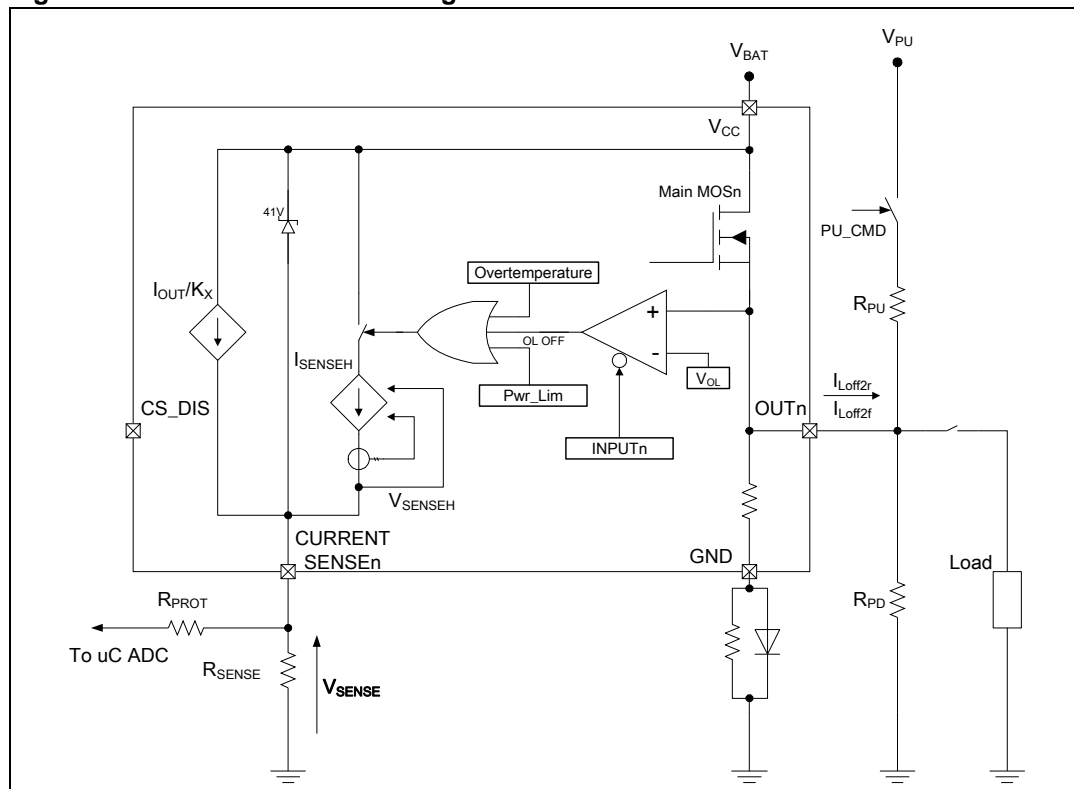 V_BAT
V_PU
V_CC
Main MOSn
41V
PU_CMD
Overtemperature
I_OUT/K_X
R_PU
+
OL OFF
-
I_SENSEH
V_OL
I_Loff2r
Pwr_Lim
CS_DIS
OUTn
I_Loff2f
INPUTn
V_SENSEH
CURRENT
SENSEn
GND
Load
R_PROT
R_PD
To uC ADC
R_SENSE
V_SENSE